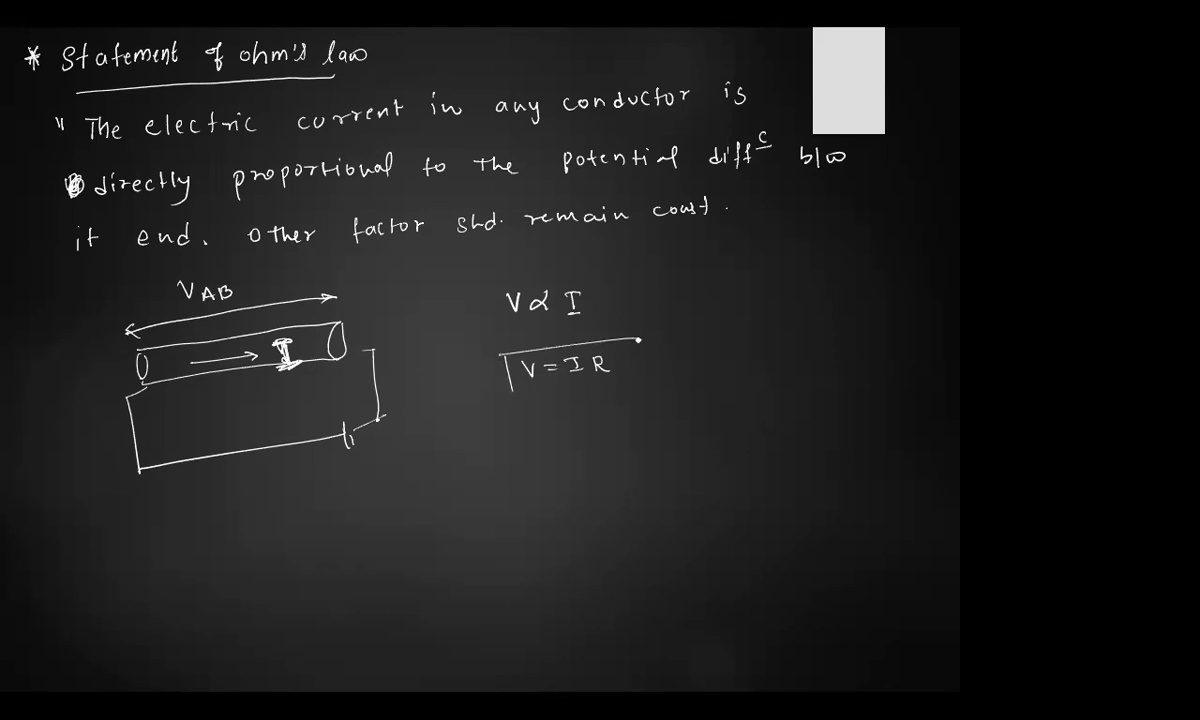 * Statement of ohm's law
" The electric current in any conductor is
directly proportional to the potential diffc b/w
it end. other factor shd. remain const.
VAB
I
V ∝ I
V = IR